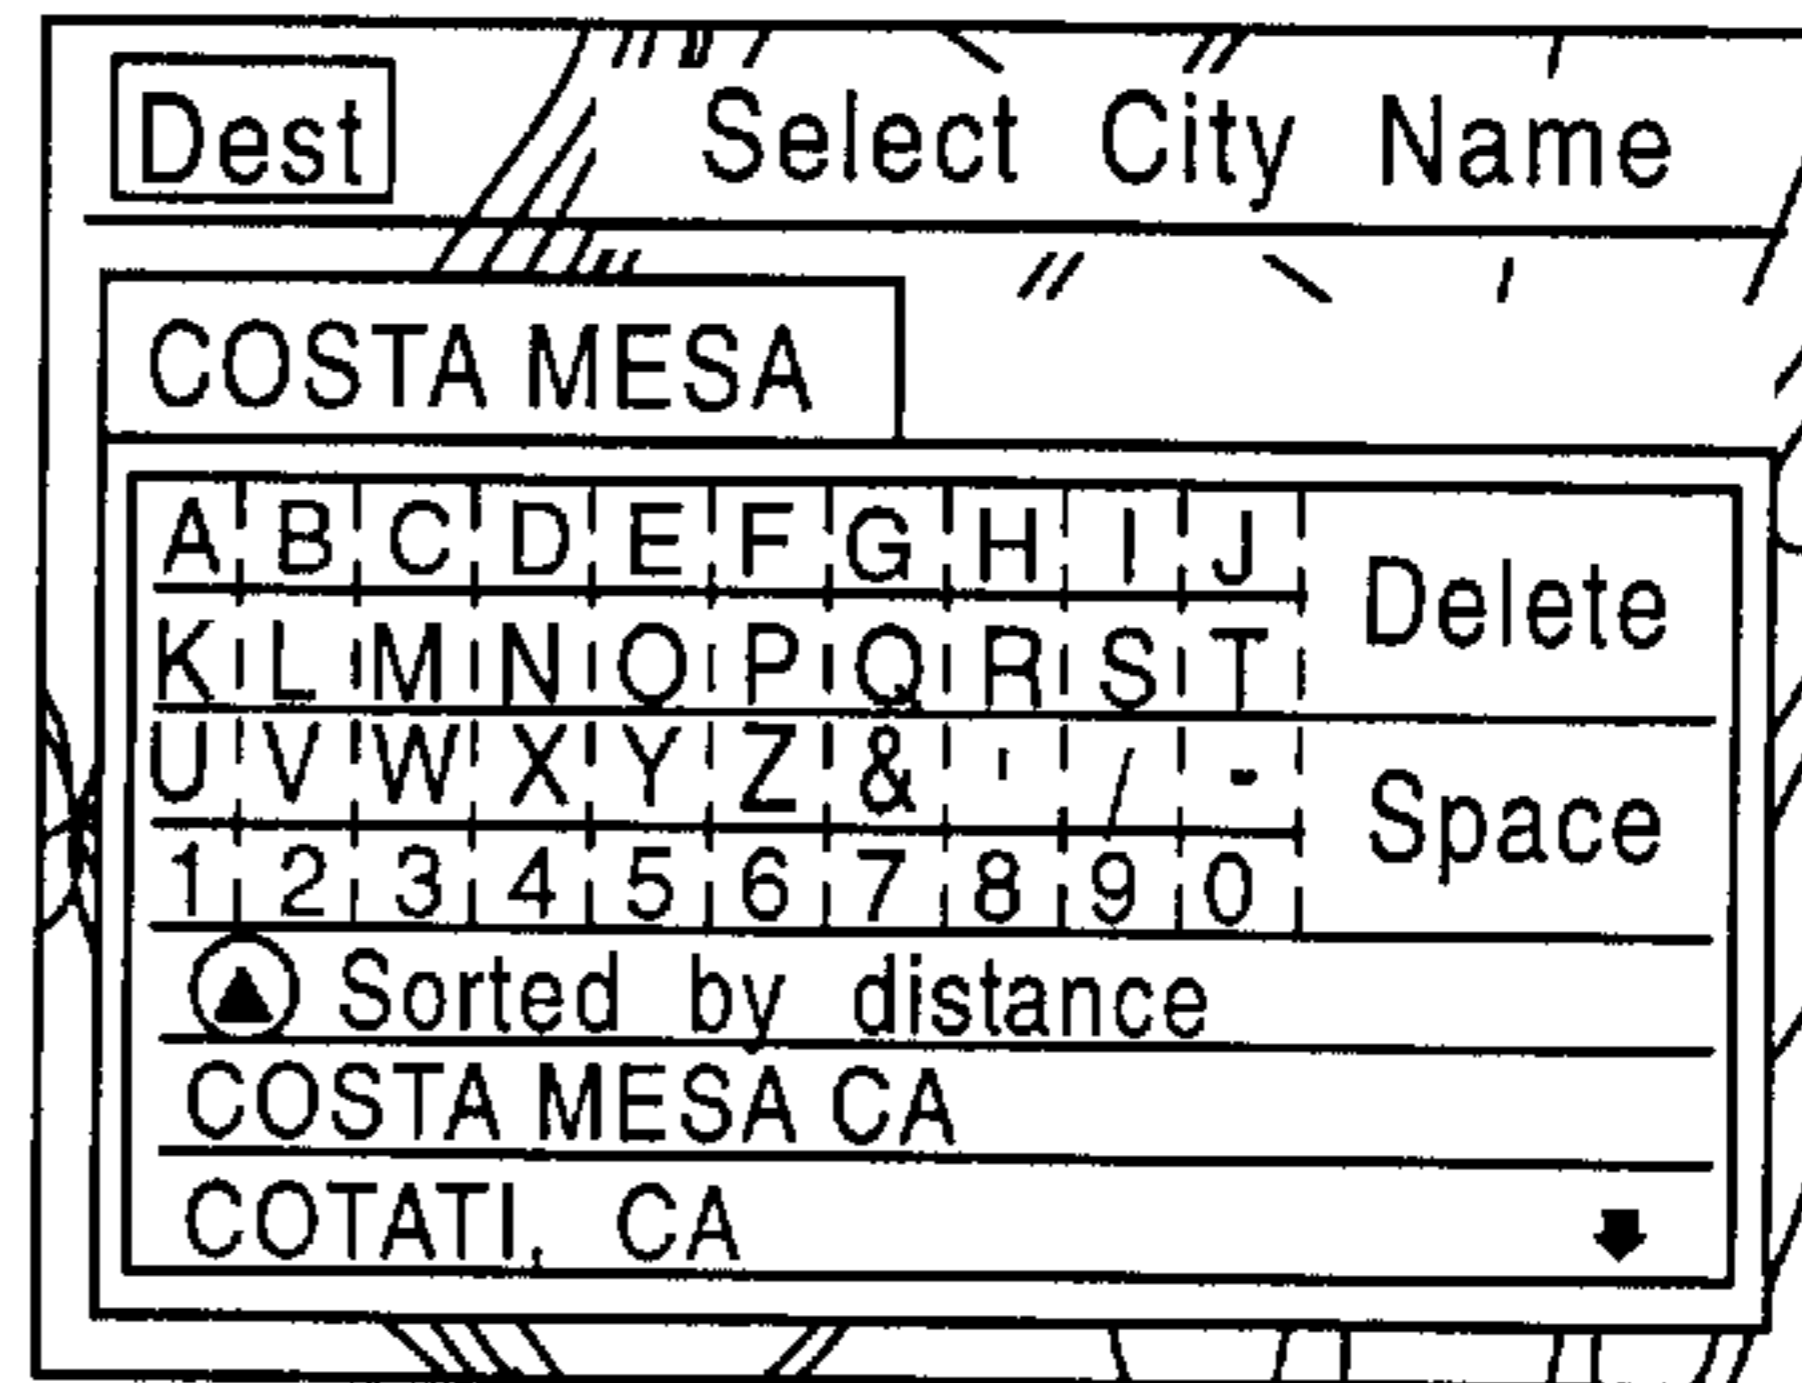 Dest Select City Name
COSTA MESA
A B C D E F G H I J Delete
K L M N O P Q R S T
U V W X Y Z & ' / - Space
1 2 3 4 5 6 7 8 9 0
Sorted by distance
COSTA MESA CA
COTATI, CA